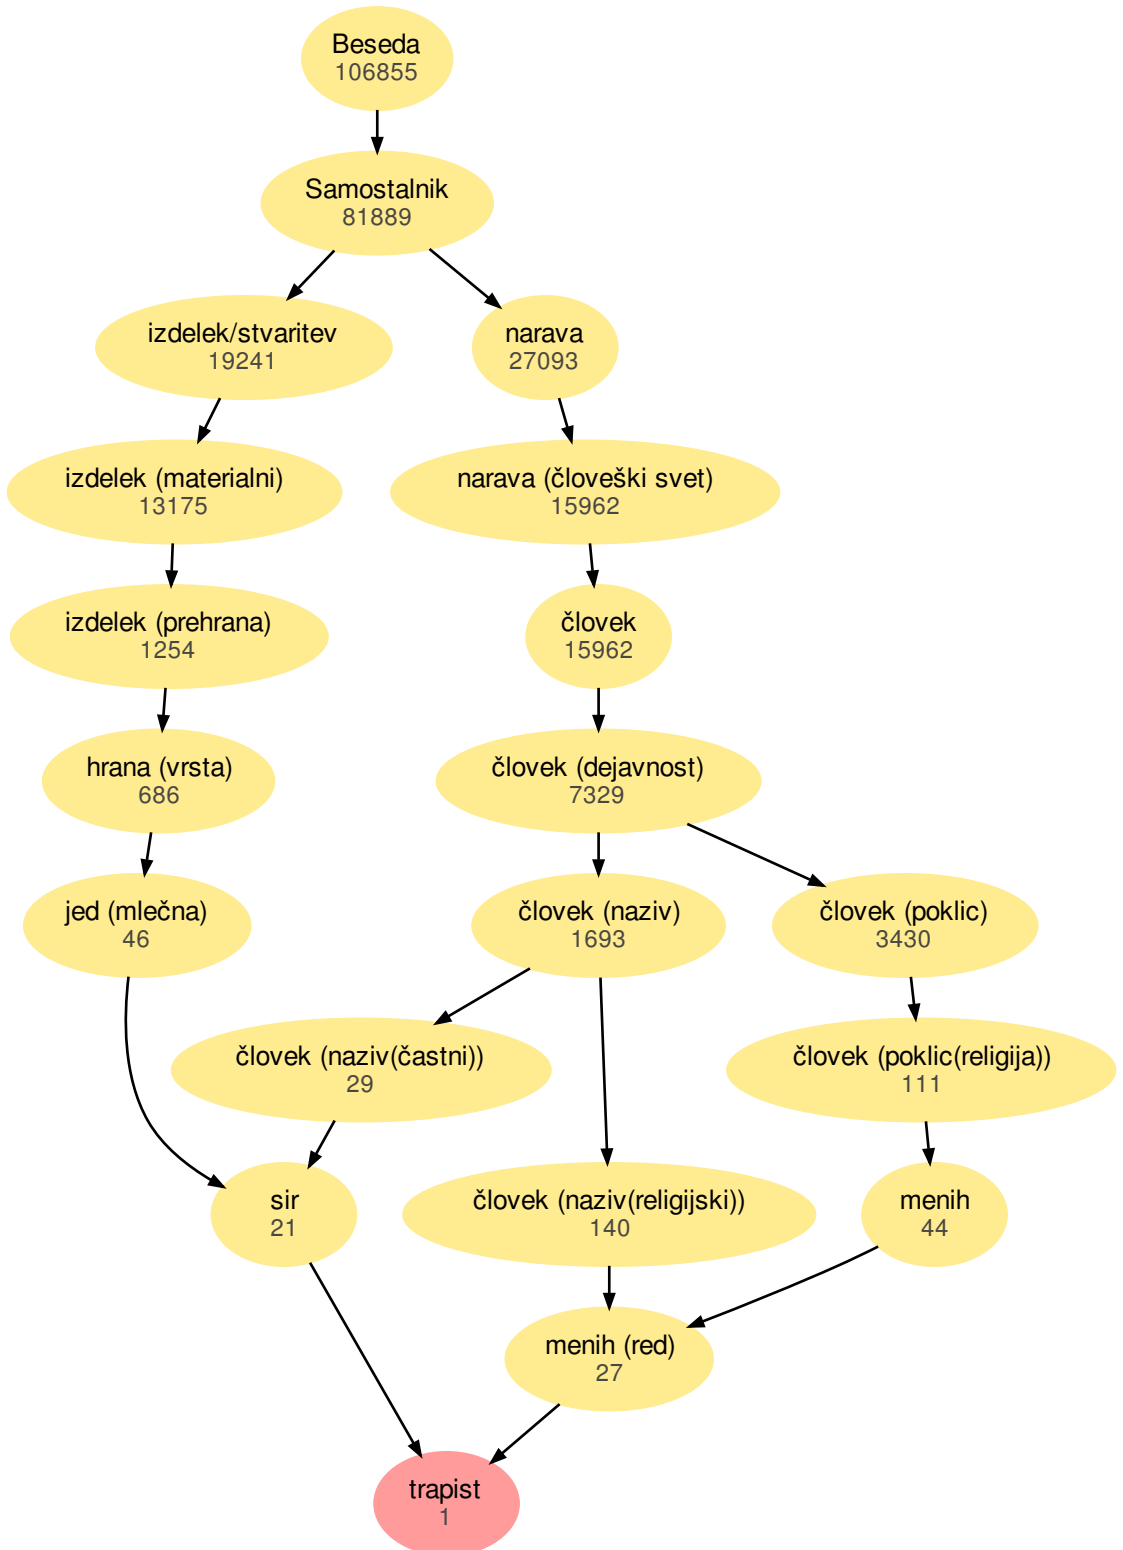 Beseda
106855
Samostalnik
81889
izdelek/stvaritev
19241
narava
27093
izdelek (materialni)
13175
narava (človeški svet)
15962
izdelek (prehrana)
1254
človek
15962
hrana (vrsta)
686
človek (dejavnost)
7329
jed (mlečna)
46
človek (naziv)
1693
človek (poklic)
3430
človek (naziv(častni))
29
človek (poklic(religija))
111
sir
21
človek (naziv(religijski))
140
menih
44
menih (red)
27
trapist
1